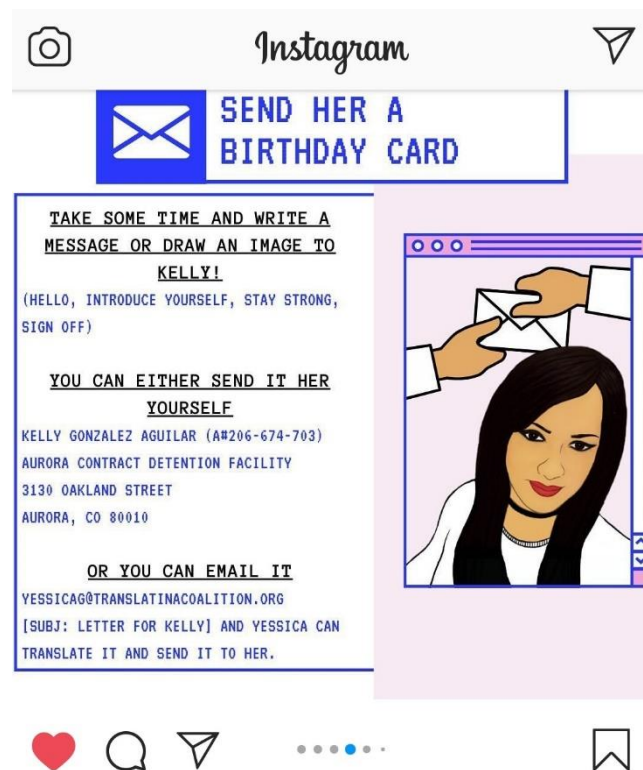 Instagram
SEND HER A
BIRTHDAY CARD
TAKE SOME TIME AND WRITE A
MESSAGE OR DRAW AN IMAGE TO
KELLY!
(HELLO, INTRODUCE YOURSELF, STAY STRONG,
SIGN OFF)
YOU CAN EITHER SEND IT HER
YOURSELF
KELLY GONZALEZ AGUILAR (A#206-674-703)
AURORA CONTRACT DETENTION FACILITY
3130 OAKLAND STREET
AURORA, CO 80010
OR YOU CAN EMAIL IT
YESSICAG@TRANSLATINACOALITION.ORG
[SUBJ: LETTER FOR KELLY] AND YESSICA CAN
TRANSLATE IT AND SEND IT TO HER.